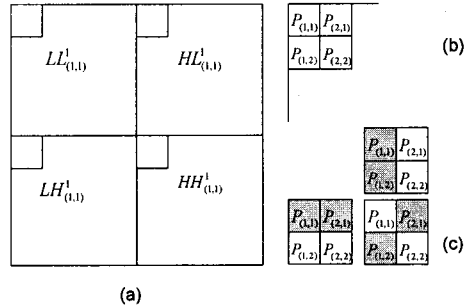 LL¹₍₁,₁₎ HL¹₍₁,₁₎
LH¹₍₁,₁₎ HH¹₍₁,₁₎
(a)
P₍₁,₁₎ P₍₂,₁₎
P₍₁,₂₎ P₍₂,₂₎
(b)
P₍₁,₁₎ P₍₂,₁₎
P₍₁,₂₎ P₍₂,₂₎
P₍₁,₁₎ P₍₂,₁₎
P₍₁,₂₎ P₍₂,₂₎
P₍₁,₁₎ P₍₂,₁₎
P₍₁,₂₎ P₍₂,₂₎
(c)